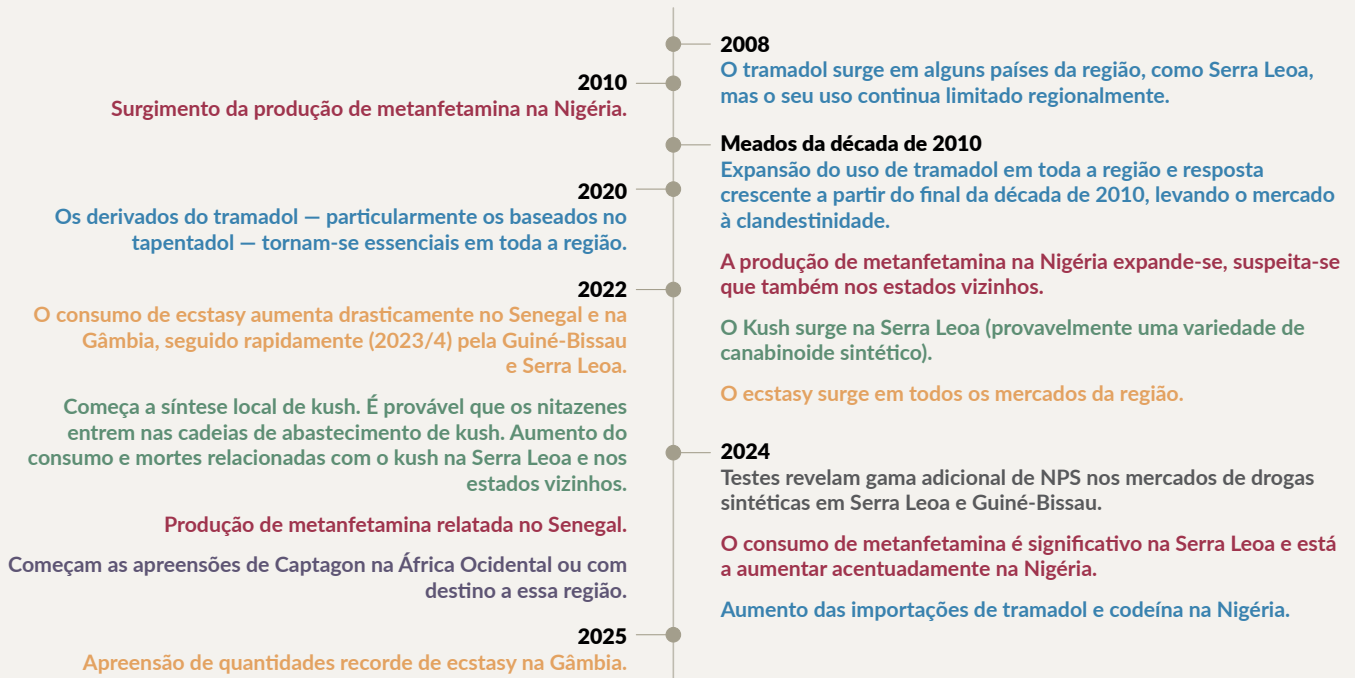 2008
O tramadol surge em alguns países da região, como Serra Leoa,
mas o seu uso continua limitado regionalmente.
2010
Surgimento da produção de metanfetamina na Nigéria.
Meados da década de 2010
Expansão do uso de tramadol em toda a região e resposta
crescente a partir do final da década de 2010, levando o mercado
à clandestinidade.
A produção de metanfetamina na Nigéria expande-se, suspeita-se
que também nos estados vizinhos.
O Kush surge na Serra Leoa (provavelmente uma variedade de
canabinoide sintético).
O ecstasy surge em todos os mercados da região.
2020
Os derivados do tramadol — particularmente os baseados no
tapentadol — tornam-se essenciais em toda a região.
2022
O consumo de ecstasy aumenta drasticamente no Senegal e na
Gâmbia, seguido rapidamente (2023/4) pela Guiné-Bissau
e Serra Leoa.
Começa a síntese local de kush. É provável que os nitazenes
entrem nas cadeias de abastecimento de kush. Aumento do
consumo e mortes relacionadas com o kush na Serra Leoa e nos
estados vizinhos.
Produção de metanfetamina relatada no Senegal.
Começam as apreensões de Captagon na África Ocidental ou com
destino a essa região.
2024
Testes revelam gama adicional de NPS nos mercados de drogas
sintéticas em Serra Leoa e Guiné-Bissau.
O consumo de metanfetamina é significativo na Serra Leoa e está
a aumentar acentuadamente na Nigéria.
Aumento das importações de tramadol e codeína na Nigéria.
2025
Apreensão de quantidades recorde de ecstasy na Gâmbia.